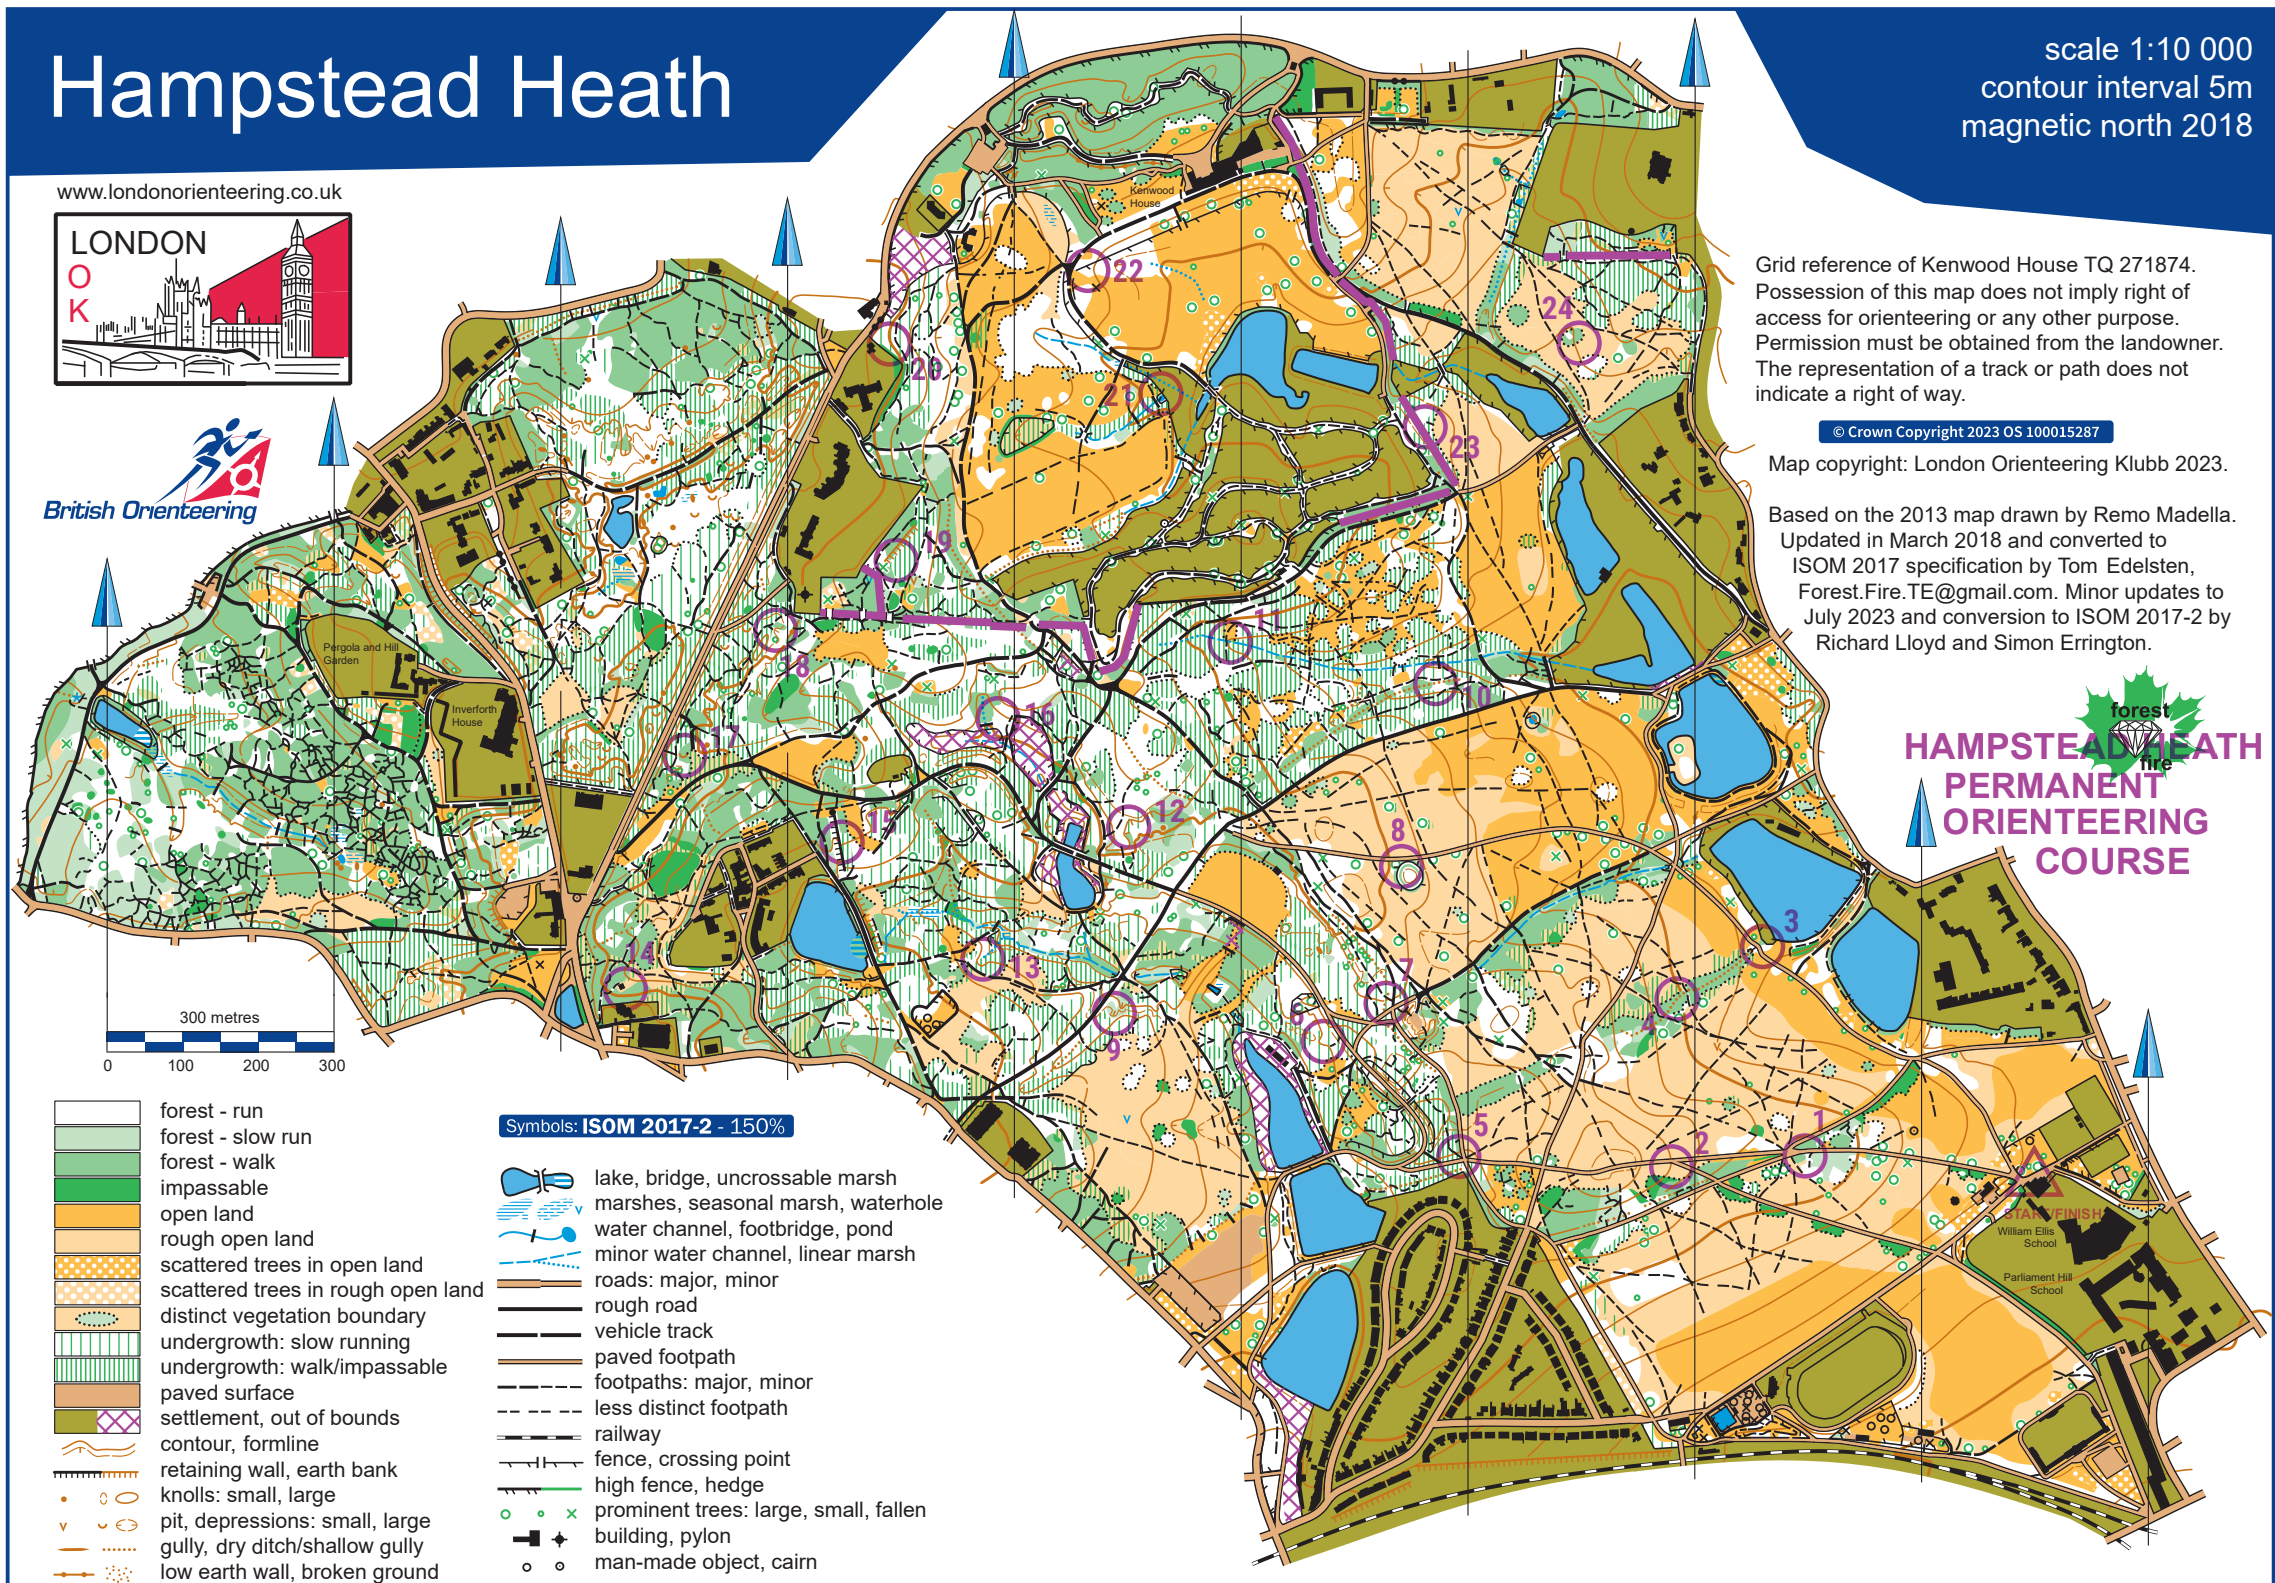 Hampstead Heath
scale 1:10 000
contour interval 5m
magnetic north 2018
www.londonorienteering.co.uk
LONDON
O
K
British Orienteering
Grid reference of Kenwood House TQ 271874.
Possession of this map does not imply right of
access for orienteering or any other purpose.
Permission must be obtained from the landowner.
The representation of a track or path does not
indicate a right of way.
© Crown Copyright 2023 OS 100015287
Map copyright: London Orienteering Klubb 2023.
Based on the 2013 map drawn by Remo Madella.
Updated in March 2018 and converted to
ISOM 2017 specification by Tom Edelsten,
Forest.Fire.TE@gmail.com. Minor updates to
July 2023 and conversion to ISOM 2017-2 by
Richard Lloyd and Simon Errington.
forest
fire
HAMPSTEAD HEATH
PERMANENT
ORIENTEERING
COURSE
Kenwood
House
22
24
20
21
23
19
11
18
10
16
17
12
15
8
3
14
13
7
4
6
9
5
2
1
Pergola and Hill
Garden
Inverforth
House
START/FINISH
William Ellis
School
Parliament Hill
School
300 metres
0 100 200 300
forest - run
forest - slow run
forest - walk
impassable
open land
rough open land
scattered trees in open land
scattered trees in rough open land
distinct vegetation boundary
undergrowth: slow running
undergrowth: walk/impassable
paved surface
settlement, out of bounds
contour, formline
retaining wall, earth bank
knolls: small, large
pit, depressions: small, large
gully, dry ditch/shallow gully
low earth wall, broken ground
Symbols: ISOM 2017-2 - 150%
lake, bridge, uncrossable marsh
marshes, seasonal marsh, waterhole
water channel, footbridge, pond
minor water channel, linear marsh
roads: major, minor
rough road
vehicle track
paved footpath
footpaths: major, minor
less distinct footpath
railway
fence, crossing point
high fence, hedge
prominent trees: large, small, fallen
building, pylon
man-made object, cairn